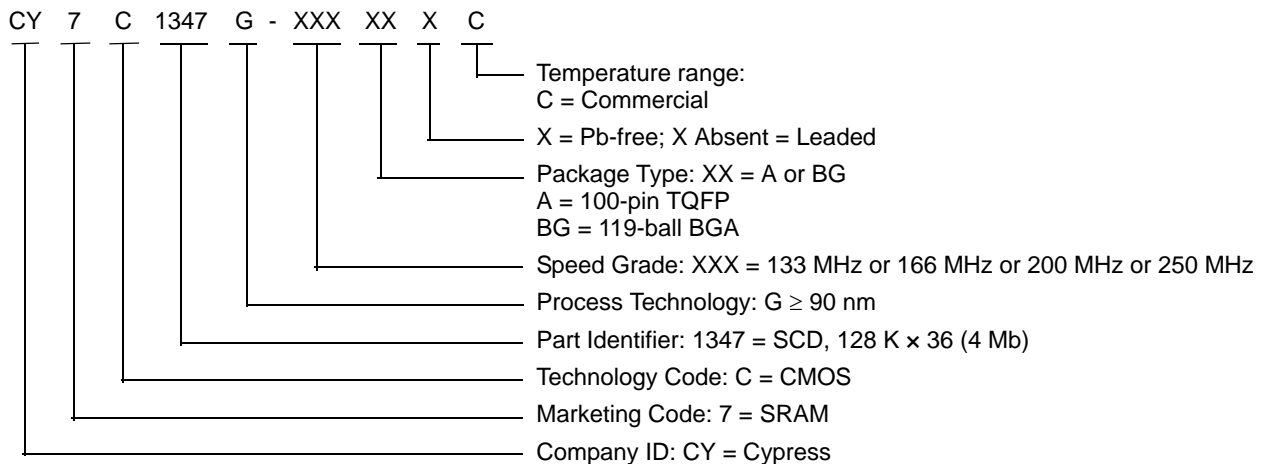 CY 7 C 1347 G - XXX XX X C
Temperature range:
C = Commercial
X = Pb-free; X Absent = Leaded
Package Type: XX = A or BG
A = 100-pin TQFP
BG = 119-ball BGA
Speed Grade: XXX = 133 MHz or 166 MHz or 200 MHz or 250 MHz
Process Technology: G ≥ 90 nm
Part Identifier: 1347 = SCD, 128 K × 36 (4 Mb)
Technology Code: C = CMOS
Marketing Code: 7 = SRAM
Company ID: CY = Cypress